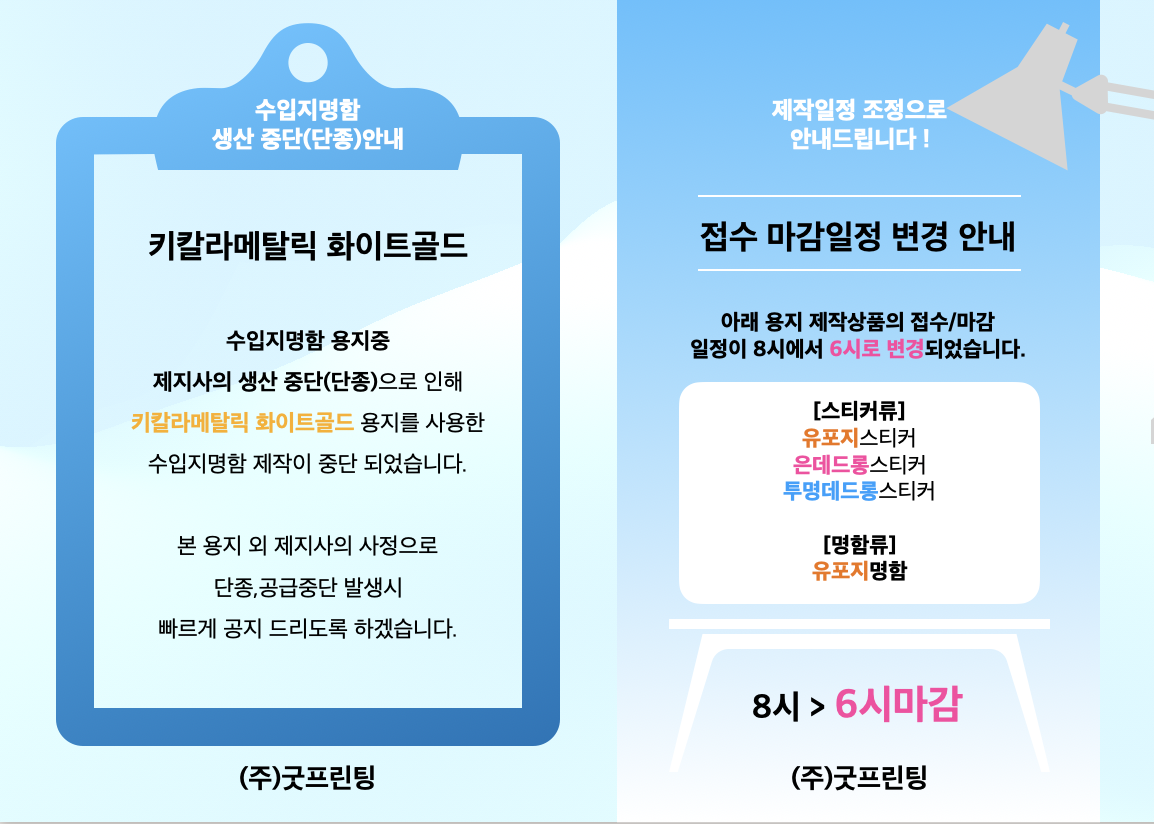 수입지명함
생산 중단(단종)안내
키칼라메탈릭 화이트골드
수입지명함 용지중
제지사의 생산 중단(단종)으로 인해
키칼라메탈릭 화이트골드 용지를 사용한
수입지명함 제작이 중단 되었습니다.
본 용지 외 제지사의 사정으로
단종,공급중단 발생시
빠르게 공지 드리도록 하겠습니다.
(주)굿프린팅
제작일정 조정으로
안내드립니다 !
접수 마감일정 변경 안내
아래 용지 제작상품의 접수/마감
일정이 8시에서 6시로 변경되었습니다.
[스티커류]
유포지스티커
은데드롱스티커
투명데드롱스티커
[명함류]
유포지명함
8시 > 6시마감
(주)굿프린팅